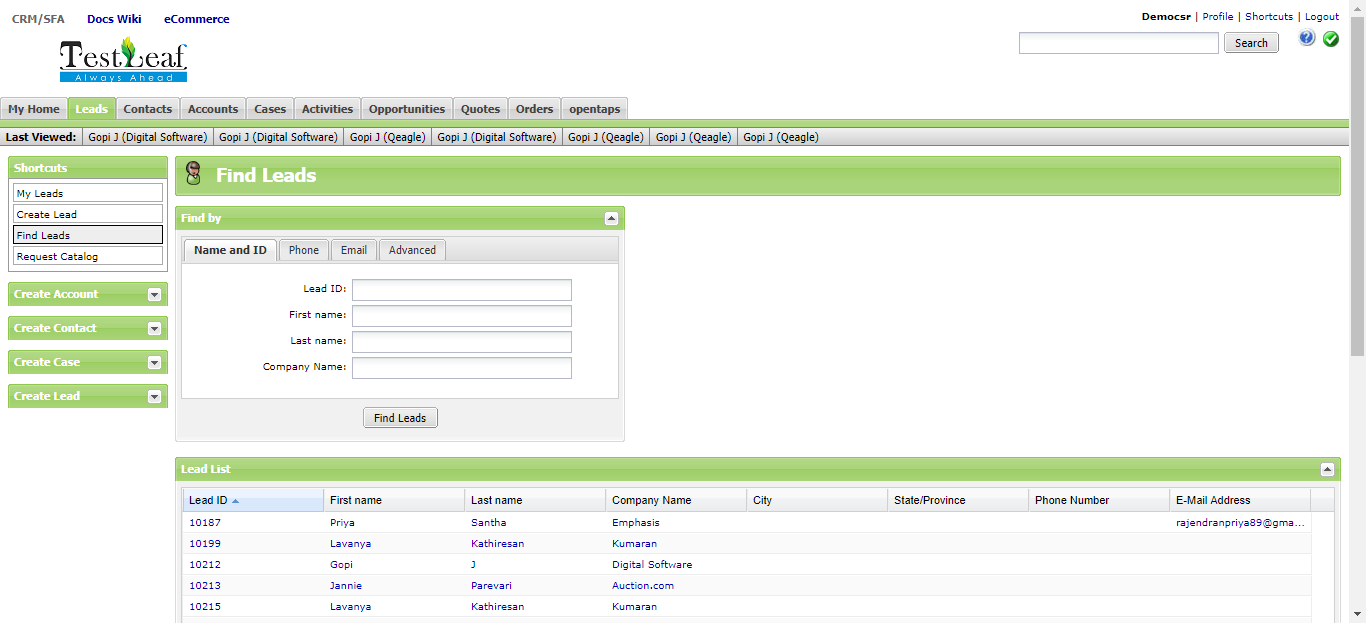 CRM/SFA Docs Wiki eCommerce
Democsr | Profile | Shortcuts | Logout
Search
TestLeaf
Always Ahead
My Home Leads Contacts Accounts Cases Activities Opportunities Quotes Orders opentaps
Last Viewed: Gopi J (Digital Software) Gopi J (Digital Software) Gopi J (Qeagle) Gopi J (Digital Software) Gopi J (Qeagle) Gopi J (Qeagle) Gopi J (Qeagle)
Shortcuts
My Leads
Create Lead
Find Leads
Request Catalog
Create Account
Create Contact
Create Case
Create Lead
Find Leads
Find by
Name and ID Phone Email Advanced
Lead ID:
First name:
Last name:
Company Name:
Find Leads
Lead List
Lead ID First name Last name Company Name City State/Province Phone Number E-Mail Address
10187 Priya Santha Emphasis rajendranpriya89@gma...
10199 Lavanya Kathiresan Kumaran
10212 Gopi J Digital Software
10213 Jannie Parevari Auction.com
10215 Lavanya Kathiresan Kumaran